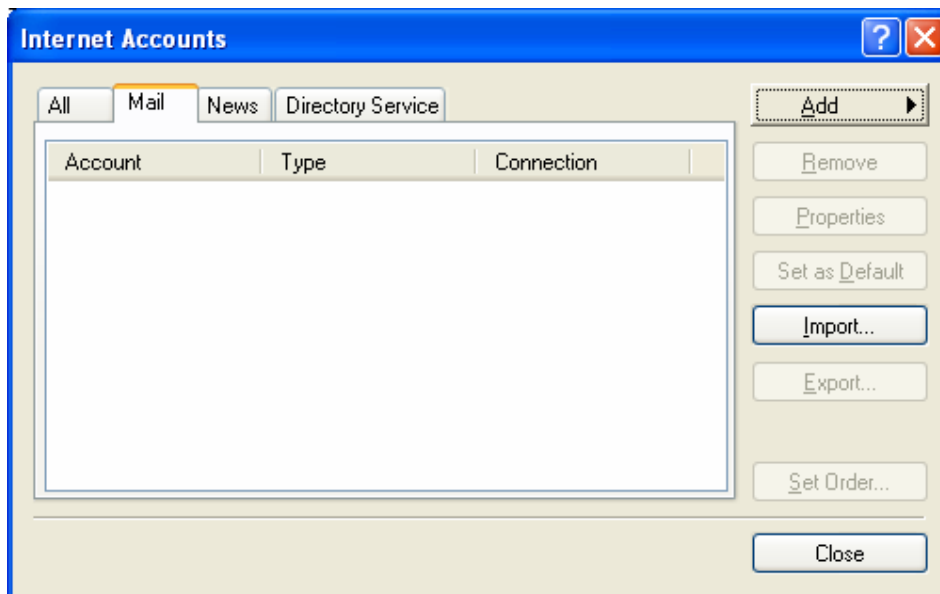 Internet Accounts
All Mail News Directory Service
Account Type Connection
Add
Remove
Properties
Set as Default
Import...
Export...
Set Order...
Close